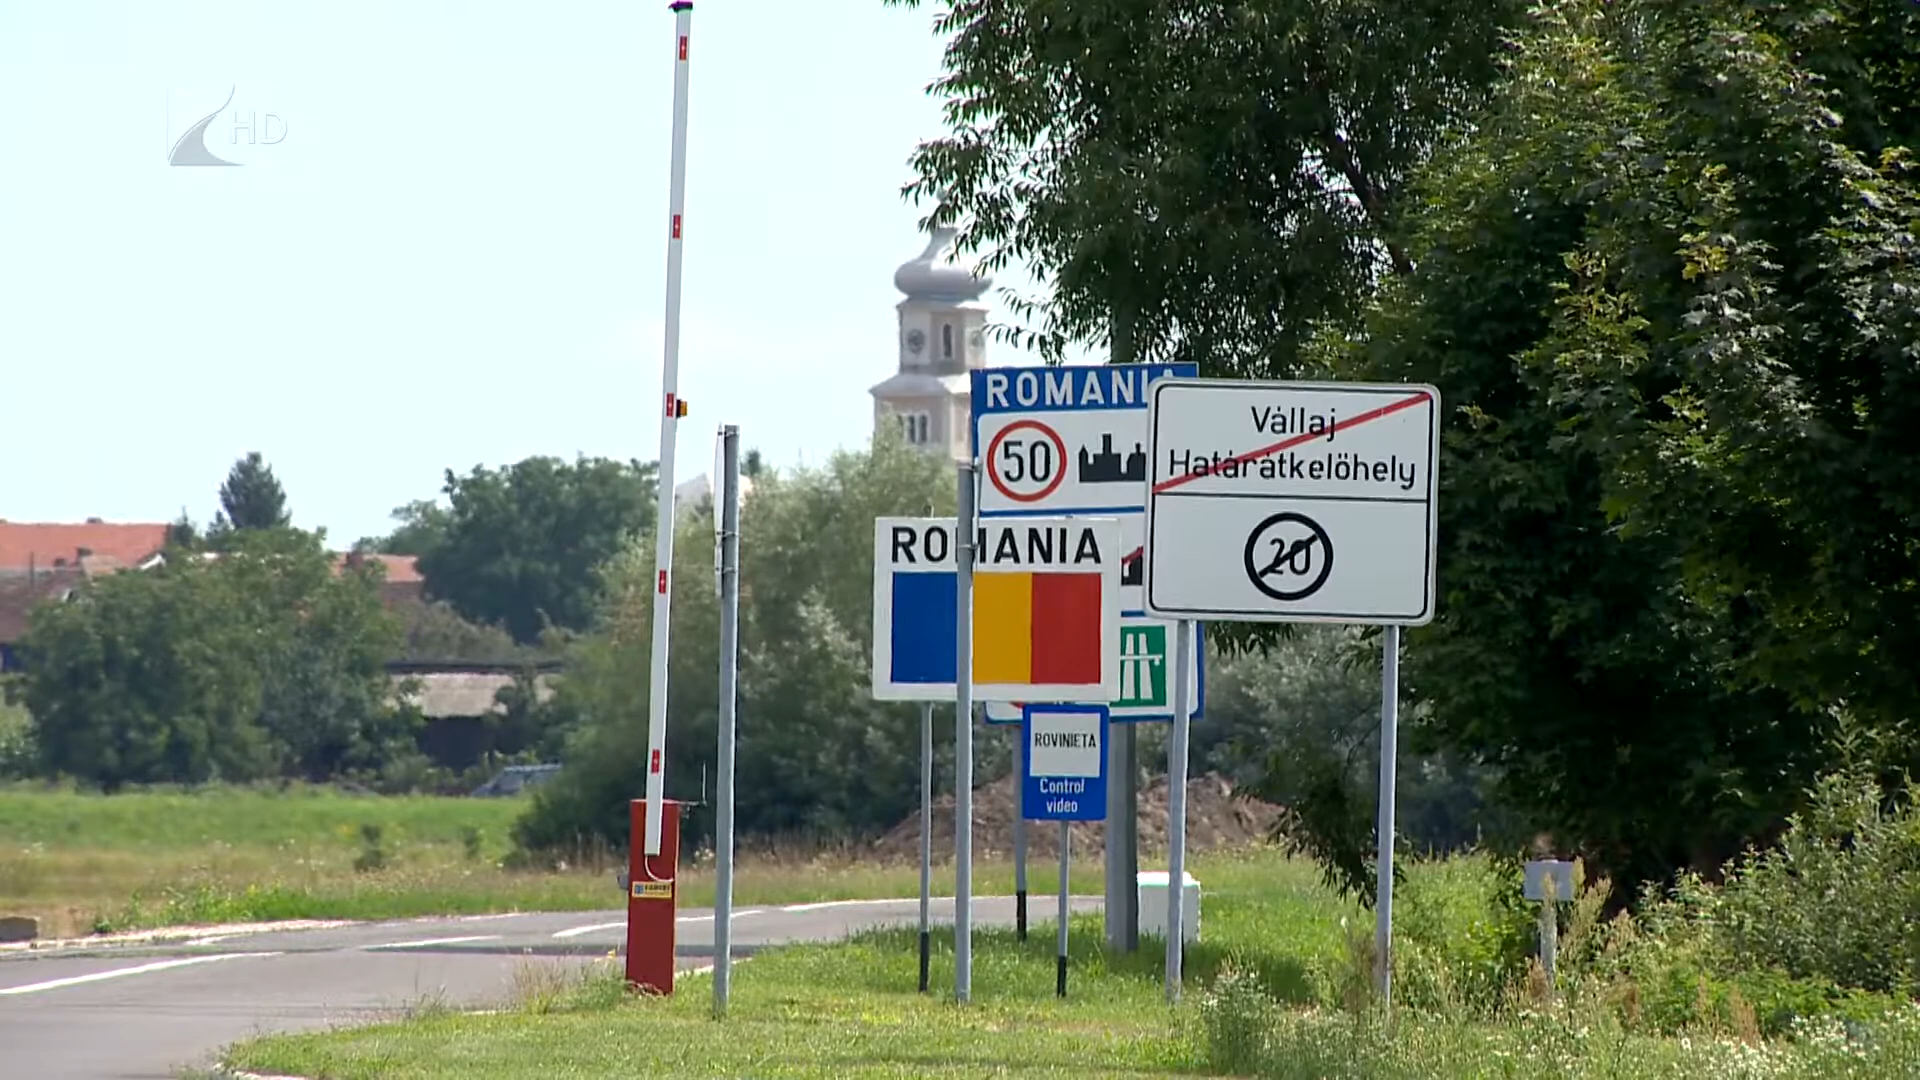 HD
ROMANIA
50
Vállaj
Határátkelőhely
20
ROMANIA
ROVINIETA
Control
video